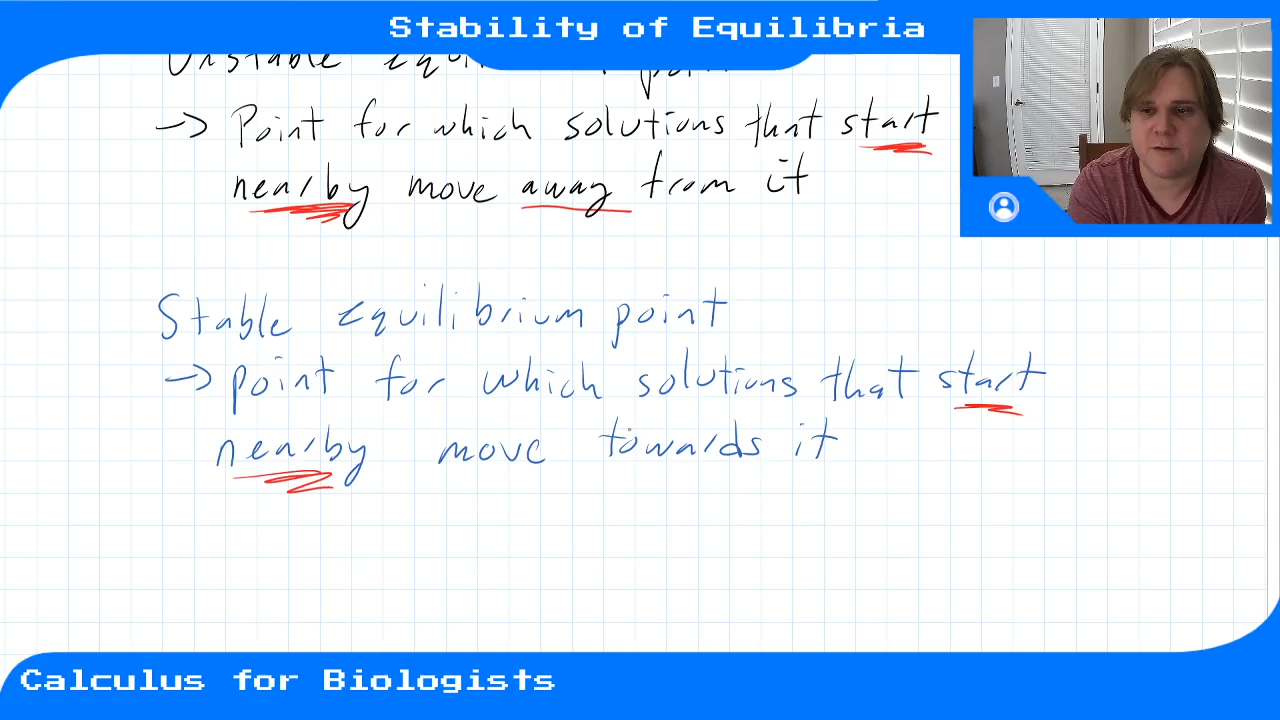 Stability of Equilibria
Unstable
→ Point for which solutions that start
nearby move away from it
Stable Equilibrium point
→ point for which solutions that start
nearby move towards it
Calculus for Biologists